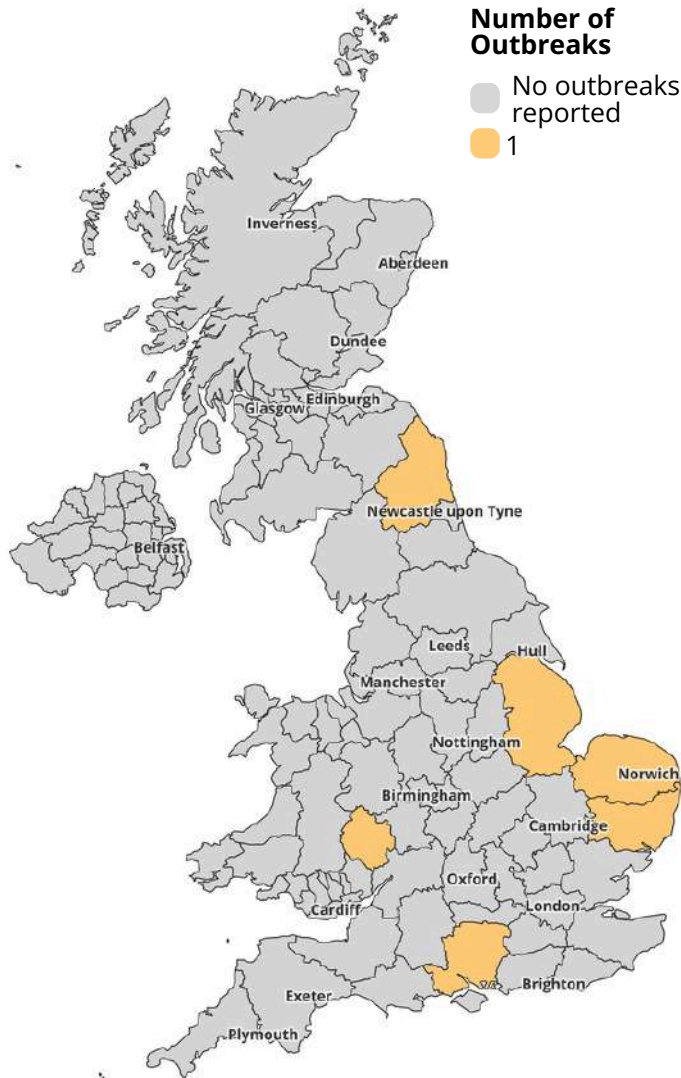 Number of
Outbreaks
No outbreaks
reported
1
Inverness
Aberdeen
Dundee
Edinburgh
Glasgow
Newcastle upon Tyne
Belfast
Leeds
Hull
Manchester
Nottingham
Norwich
Birmingham
Cambridge
Oxford
London
Cardiff
Brighton
Exeter
Plymouth